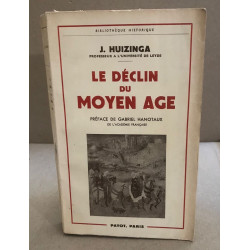 BIBLIOTHÈQUE HISTORIQUE
J. HUIZINGA
PROFESSEUR A L'UNIVERSITÉ DE LEYDE
LE DÉCLIN
DU
MOYEN AGE
PRÉFACE DE GABRIEL HANOTAUX
DE L'ACADÉMIE FRANÇAISE
PAYOT, PARIS